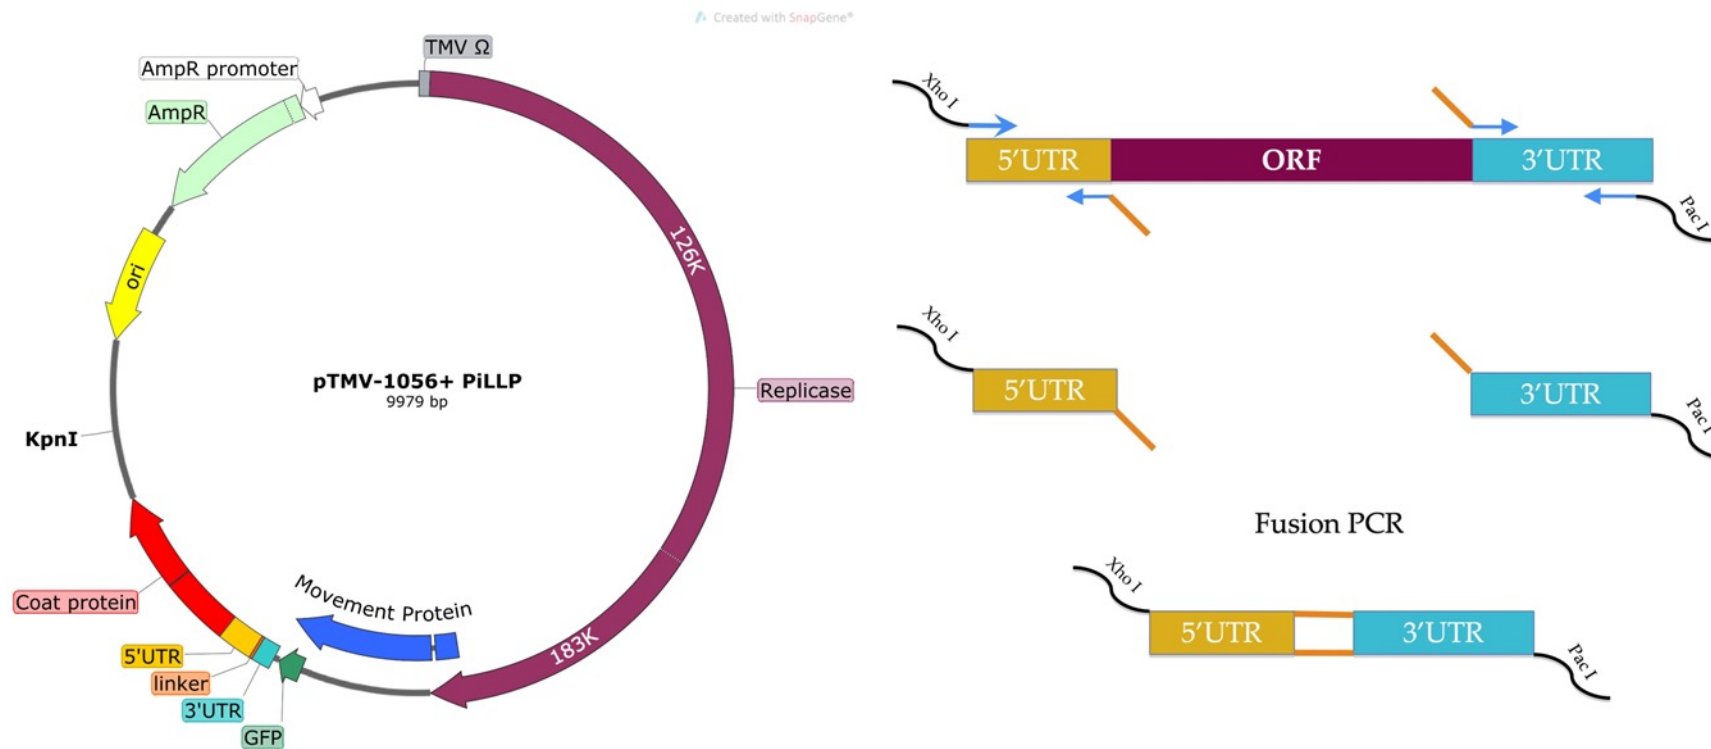 Created with SnapGene®
TMV Ω
AmpR promoter
AmpR
ori
126K
pTMV-1056+ PiLLP
9979 bp
Replicase
KpnI
Movement Protein
Coat protein
183K
5'UTR
linker
3'UTR
GFP
Xho I
5'UTR
ORF
3'UTR
Pac I
Xho I
5'UTR
3'UTR
Pac I
Fusion PCR
Xho I
5'UTR
3'UTR
Pac I